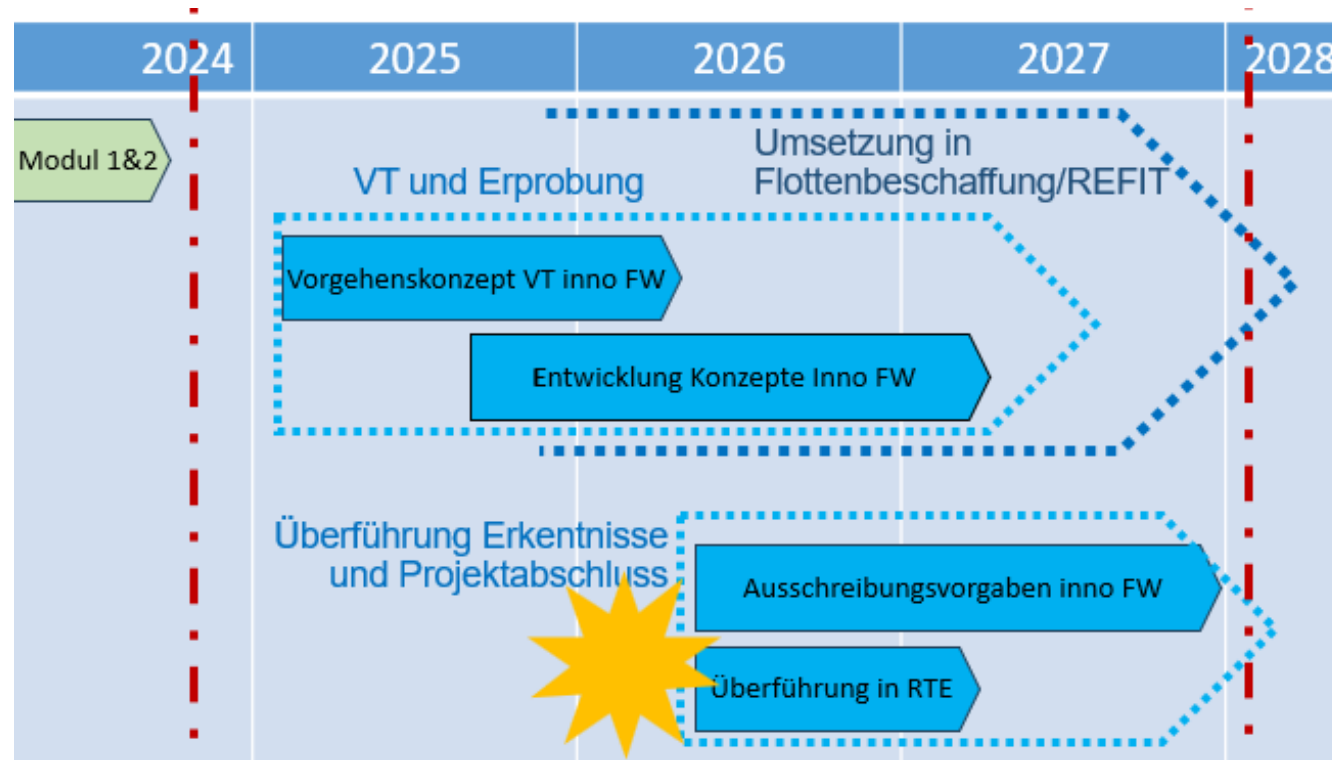 2024
2025
2026
2027
2028
Modul 1&2
Umsetzung in
Flottenbeschaffung/REFIT
VT und Erprobung
Vorgehenskonzept VT inno FW
Entwicklung Konzepte Inno FW
Überführung Erkentnisse
und Projektabschluss
Ausschreibungsvorgaben inno FW
Überführung in RTE